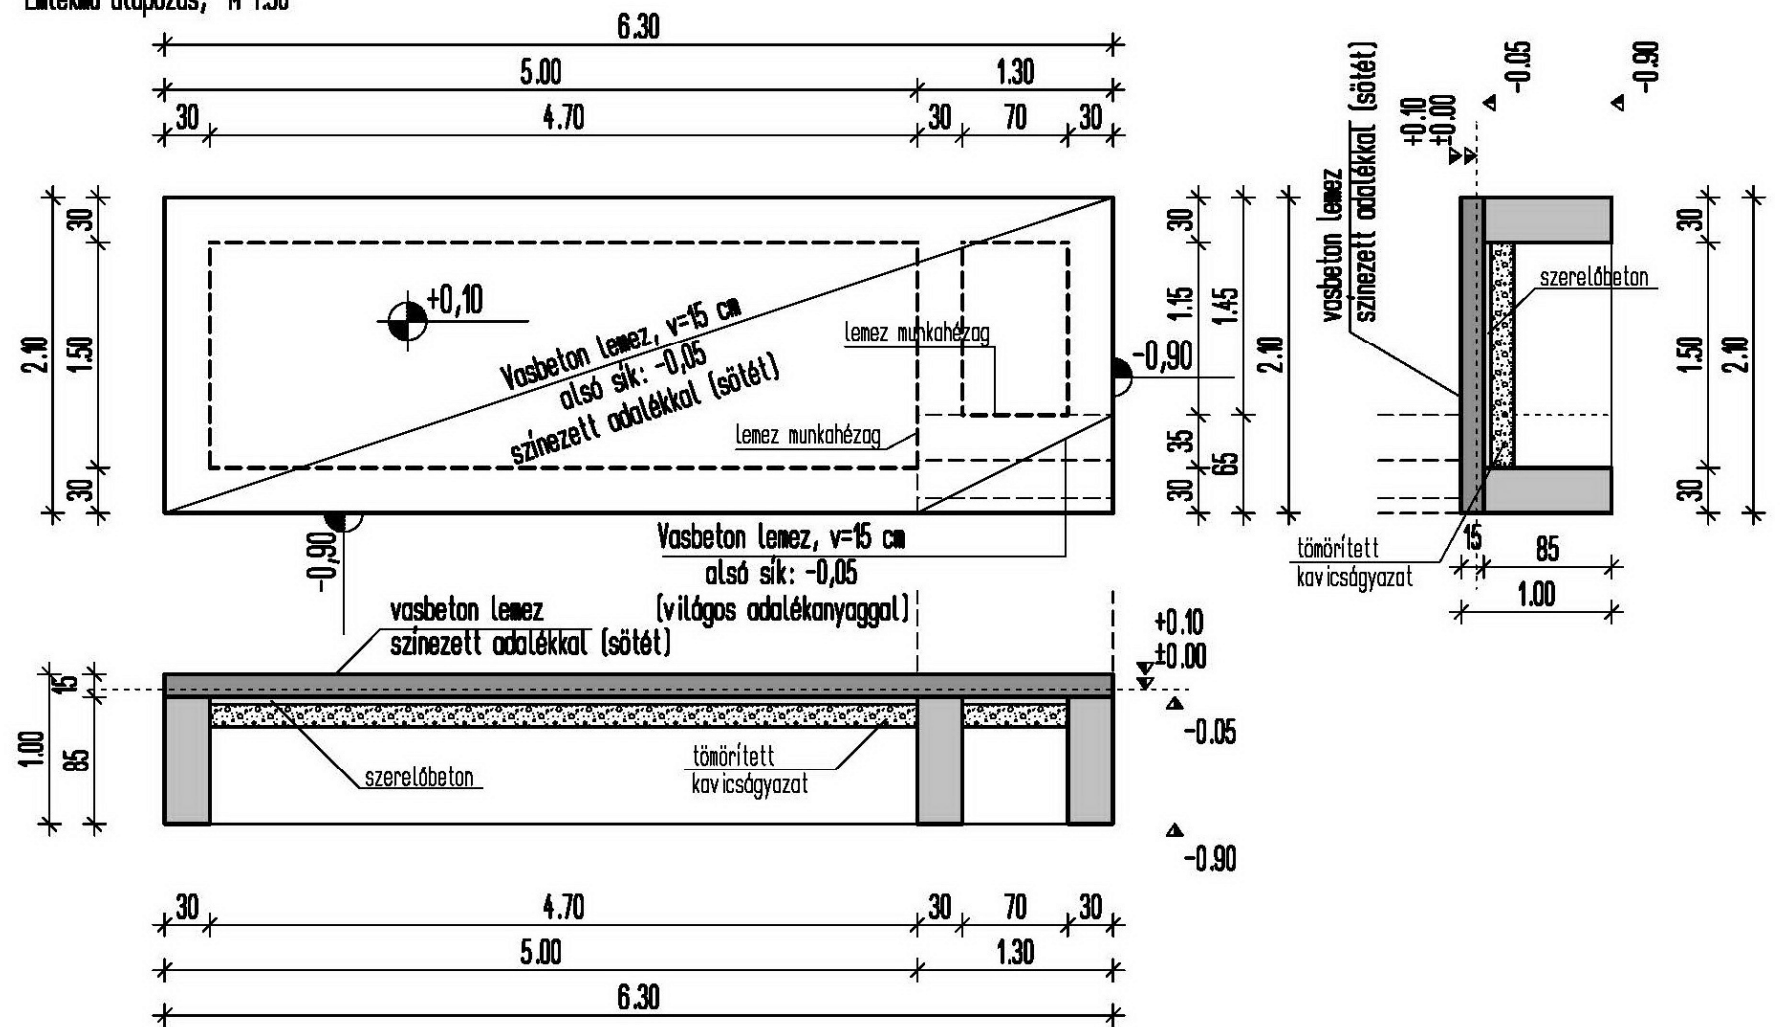 M 1:50
6.30
5.00 1.30
30 4.70 30 70 30
2.10
30
1.50
30
+0,10
Vasbeton lemez, v=15 cm
alsó sík: -0,05
színezett adalékkal (sötét)
lemez munkahézag
lemez munkahézag
-0,90
-0,90
30
1.15
35
30
1.45
65
2.10
Vasbeton lemez, v=15 cm
alsó sík: -0,05
(világos adalékanyaggal)
vasbeton lemez
színezett adalékkal (sötét)
+0.10
±0.00
-0.05
-0.90
szerelőbeton
tömörített
kavicságyazat
15
85
1.00
30
1.50
30
2.10
vasbeton lemez
színezett adalékkal (sötét)
+0.10
±0.00
-0.05
-0.90
15
85
1.00
szerelőbeton
tömörített
kavicságyazat
30 4.70 30 70 30
5.00 1.30
6.30